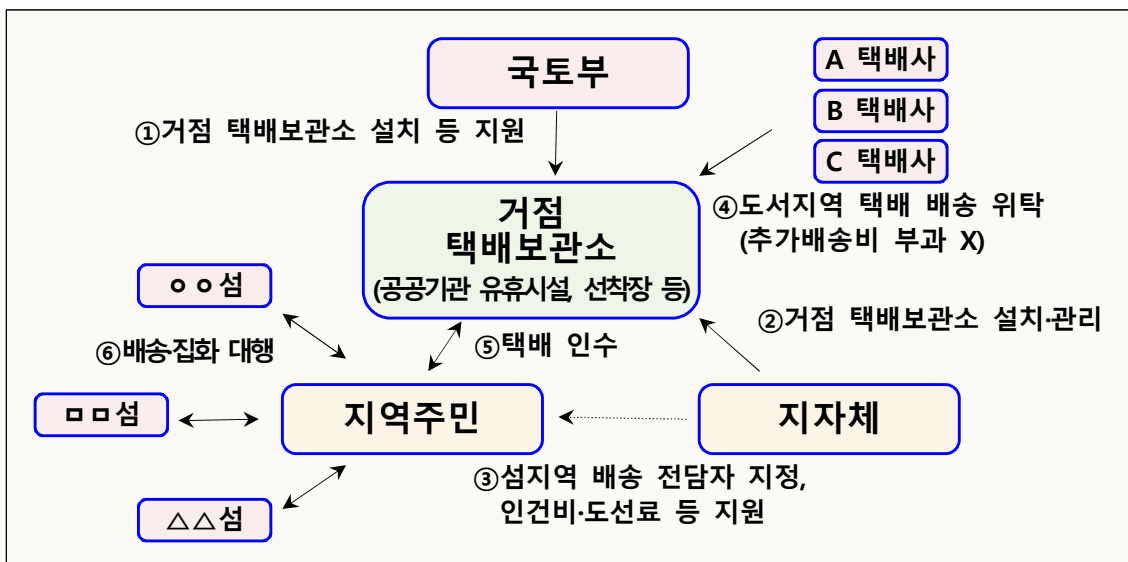 국토부
A 택배사
B 택배사
C 택배사
①거점 택배보관소 설치 등 지원
거점
택배보관소
(공공기관 유휴시설, 선착장 등)
④도서지역 택배 배송 위탁
(추가배송비 부과 X)
ㅇㅇ섬
②거점 택배보관소 설치·관리
⑥배송·집화 대행
⑤택배 인수
ㅁㅁ섬
지역주민
지자체
③섬지역 배송 전담자 지정,
인건비·도선료 등 지원
△△섬